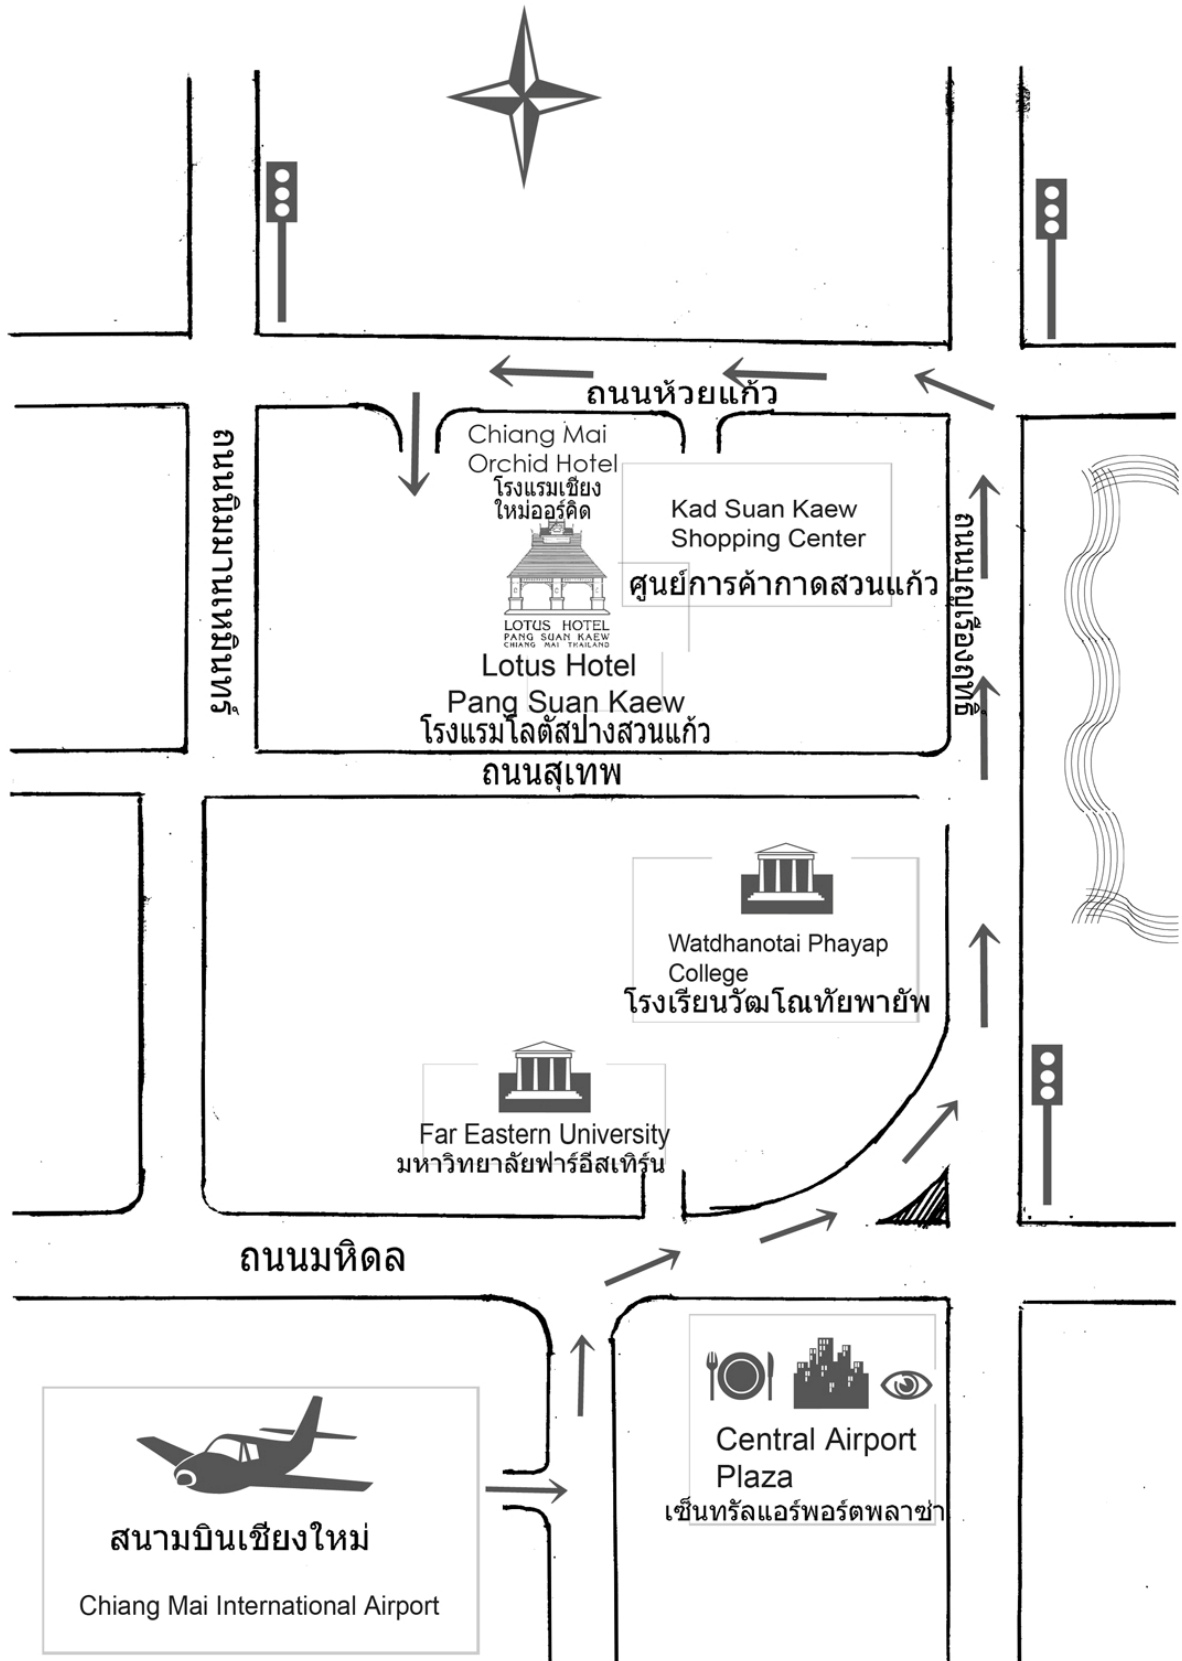 ถนนห้วยแก้ว
Chiang Mai
Orchid Hotel
โรงแรมเชียง
ใหม่ออร์คิด
Kad Suan Kaew
Shopping Center
ศูนย์การค้ากาดสวนแก้ว
ถนนนิมมานเหมินทร์
ถนนบุญเรืองฤทธิ์
LOTUS HOTEL
PANG SUAN KAEW
CHIANG MAI THAILAND
Lotus Hotel
Pang Suan Kaew
โรงแรมโลตัสปางสวนแก้ว
ถนนสุเทพ
Watdhanotai Phayap
College
โรงเรียนวัฒโณทัยพายัพ
Far Eastern University
มหาวิทยาลัยฟาร์อีสเทิร์น
ถนนมหิดล
Central Airport
Plaza
เซ็นทรัลแอร์พอร์ตพลาซ่า
สนามบินเชียงใหม่
Chiang Mai International Airport